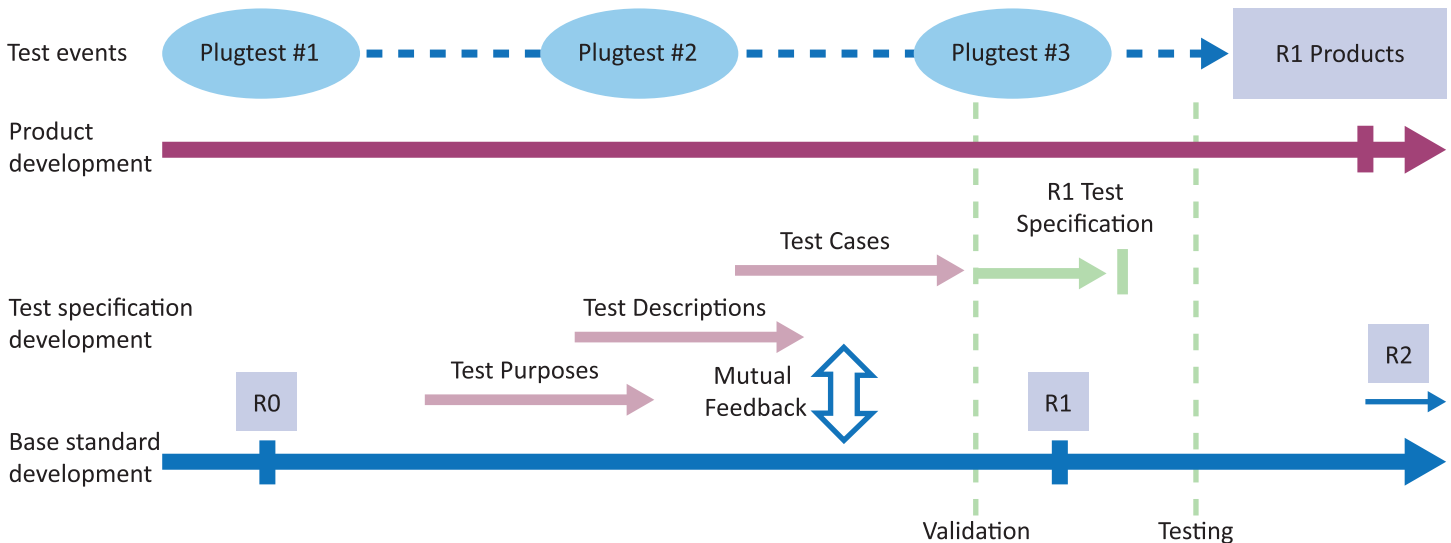 Test events
Plugtest #1
Plugtest #2
Plugtest #3
R1 Products
Product
development
R1 Test
Specification
Test Cases
Test specification
development
Test Descriptions
Test Purposes
Mutual
Feedback
R0
R1
R2
Base standard
development
Validation
Testing